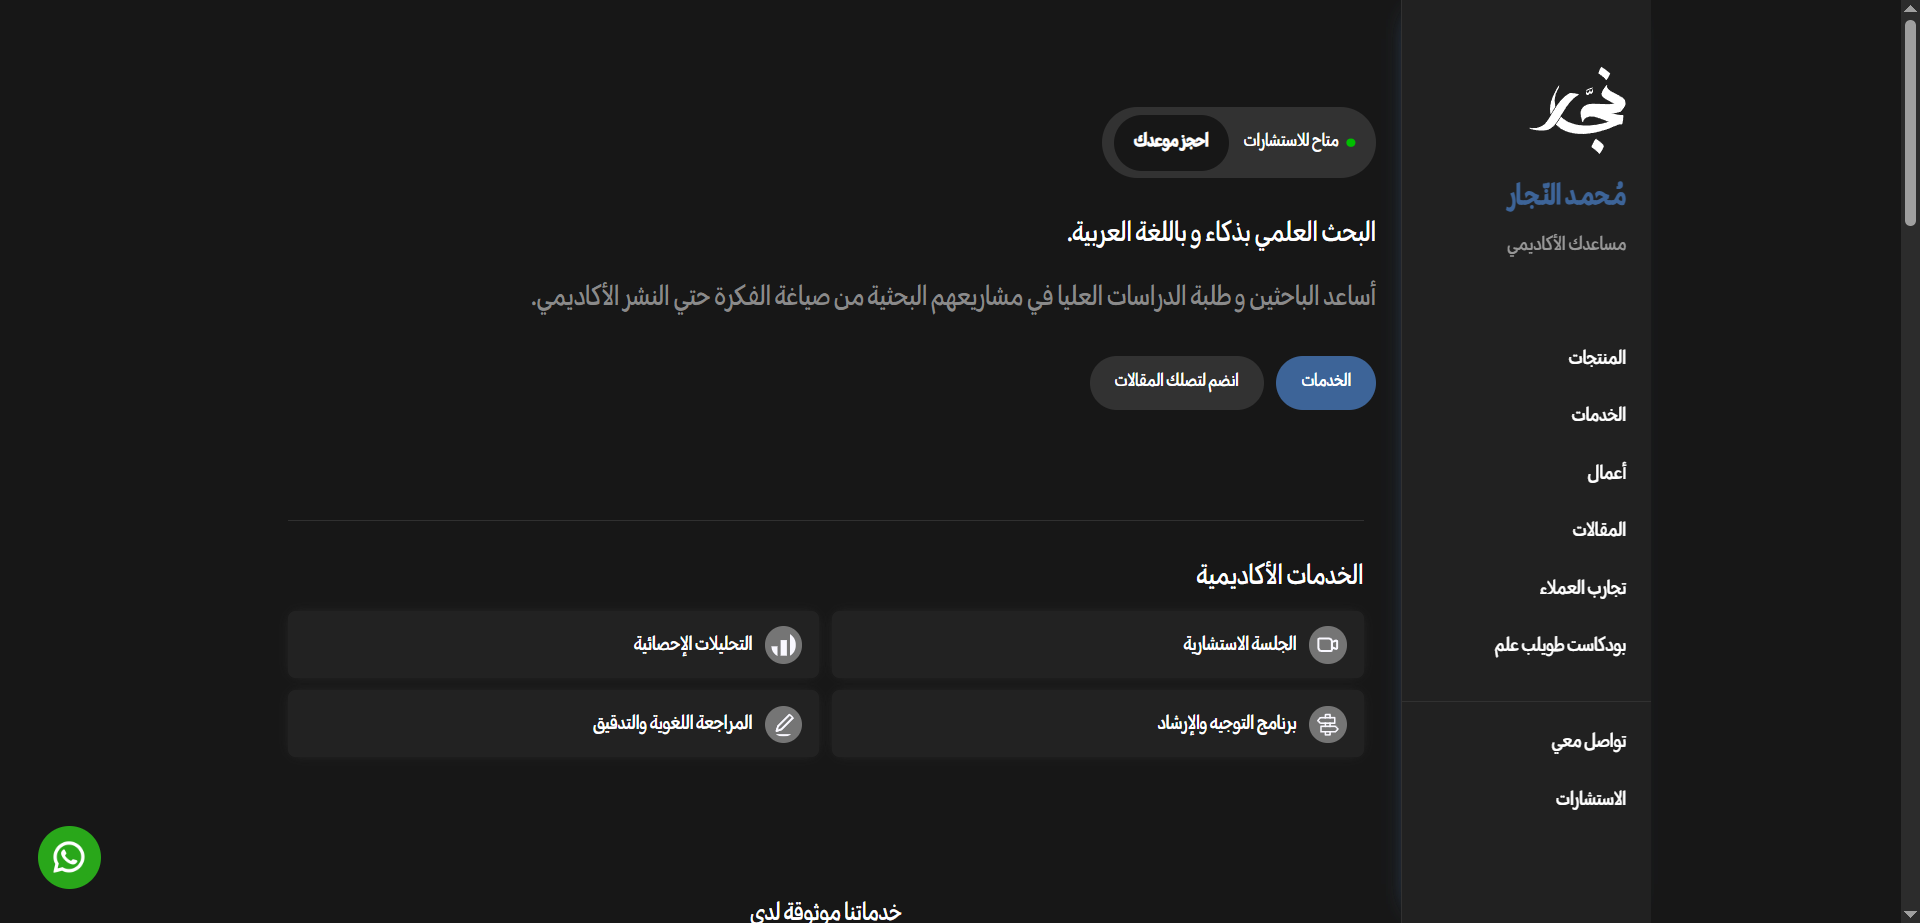 نجّار
مُحمد النّجار
مساعدك الأكاديمي
المنتجات
الخدمات
أعمال
المقالات
تجارب العملاء
بودكاست طويلب علم
تواصل معي
الاستشارات
متاح للاستشارات
احجز موعدك
البحث العلمي بذكاء و باللغة العربية.
أساعد الباحثين و طلبة الدراسات العليا في مشاريعهم البحثية من صياغة الفكرة حتي النشر الأكاديمي.
الخدمات
انضم لتصلك المقالات
الخدمات الأكاديمية
الجلسة الاستشارية
التحليلات الإحصائية
برنامج التوجيه والإرشاد
المراجعة اللغوية والتدقيق
خدماتنا موثوقة لدى